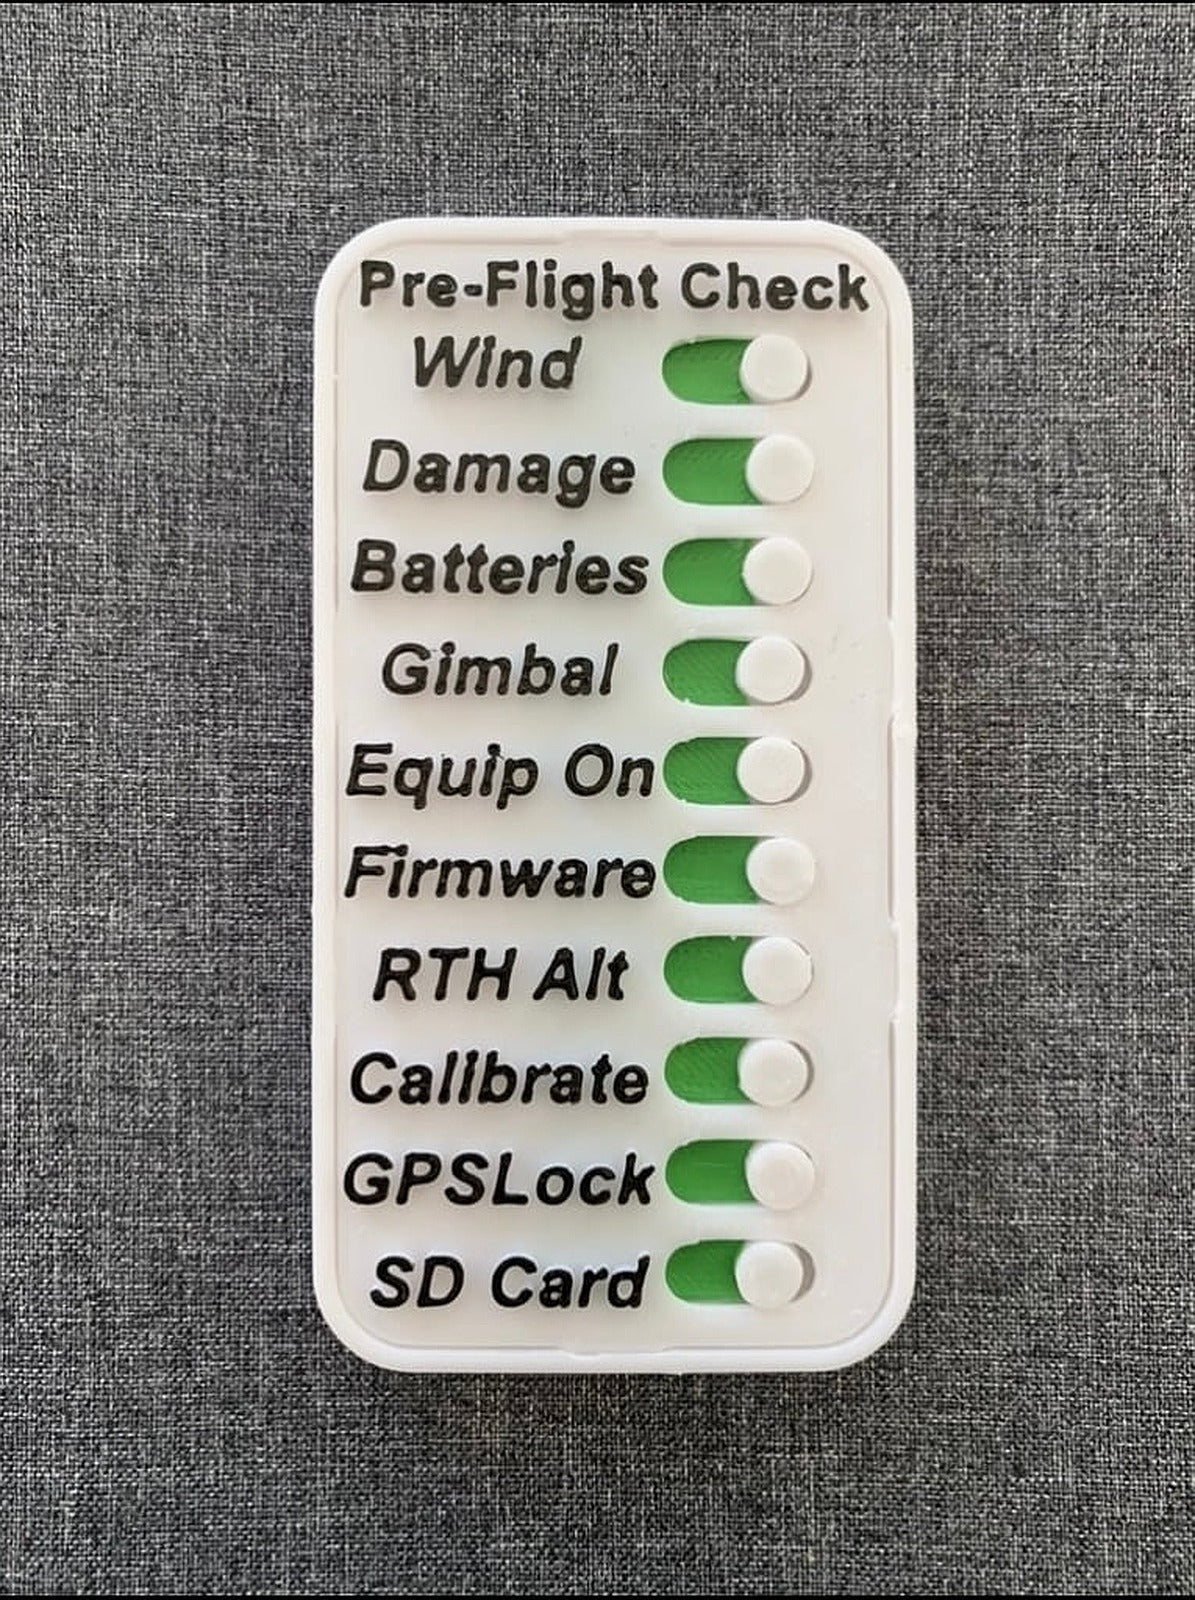 Pre-Flight Check
Wind
Damage
Batteries
Gimbal
Equip On
Firmware
RTH Alt
Calibrate
GPSLock
SD Card